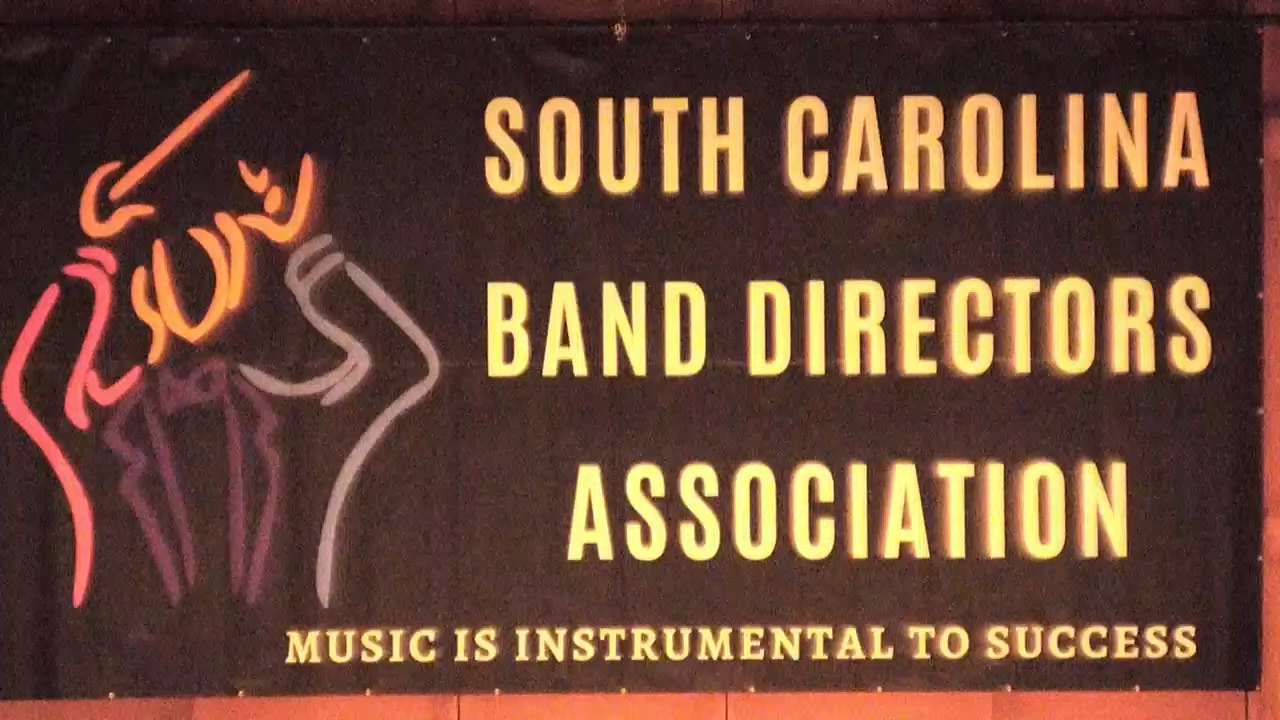 SOUTH CAROLINA
BAND DIRECTORS
ASSOCIATION
MUSIC IS INSTRUMENTAL TO SUCCESS